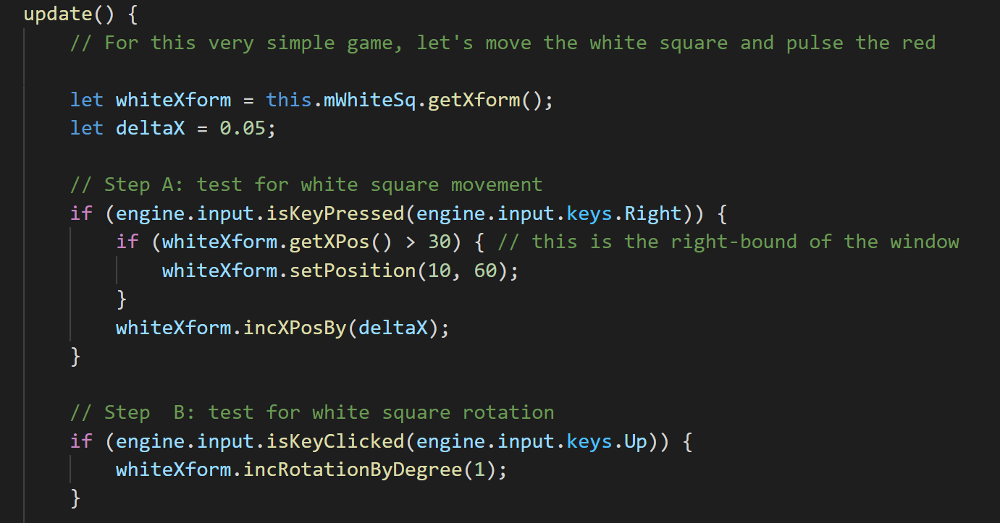 update() {
    // For this very simple game, let's move the white square and pulse the red
    let whiteXform = this.mWhiteSq.getXform();
    let deltaX = 0.05;
    // Step A: test for white square movement
    if (engine.input.isKeyPressed(engine.input.keys.Right)) {
        if (whiteXform.getXPos() > 30) { // this is the right-bound of the window
            whiteXform.setPosition(10, 60);
        }
        whiteXform.incXPosBy(deltaX);
    }
    // Step  B: test for white square rotation
    if (engine.input.isKeyClicked(engine.input.keys.Up)) {
        whiteXform.incRotationByDegree(1);
    }